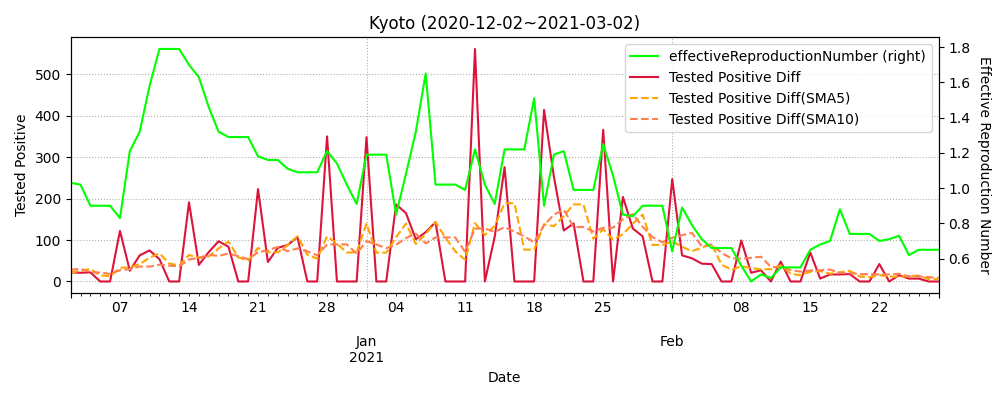 Kyoto (2020-12-02~2021-03-02)
effectiveReproductionNumber (right)
Tested Positive Diff
Tested Positive Diff(SMA5)
Tested Positive Diff(SMA10)
Tested Positive
500
400
300
200
100
0
1.8
1.6
1.4
1.2
1.0
0.8
0.6
Effective Reproduction Number
07 14 21 28 04 11 18 25 08 15 22
Jan Feb
2021
Date